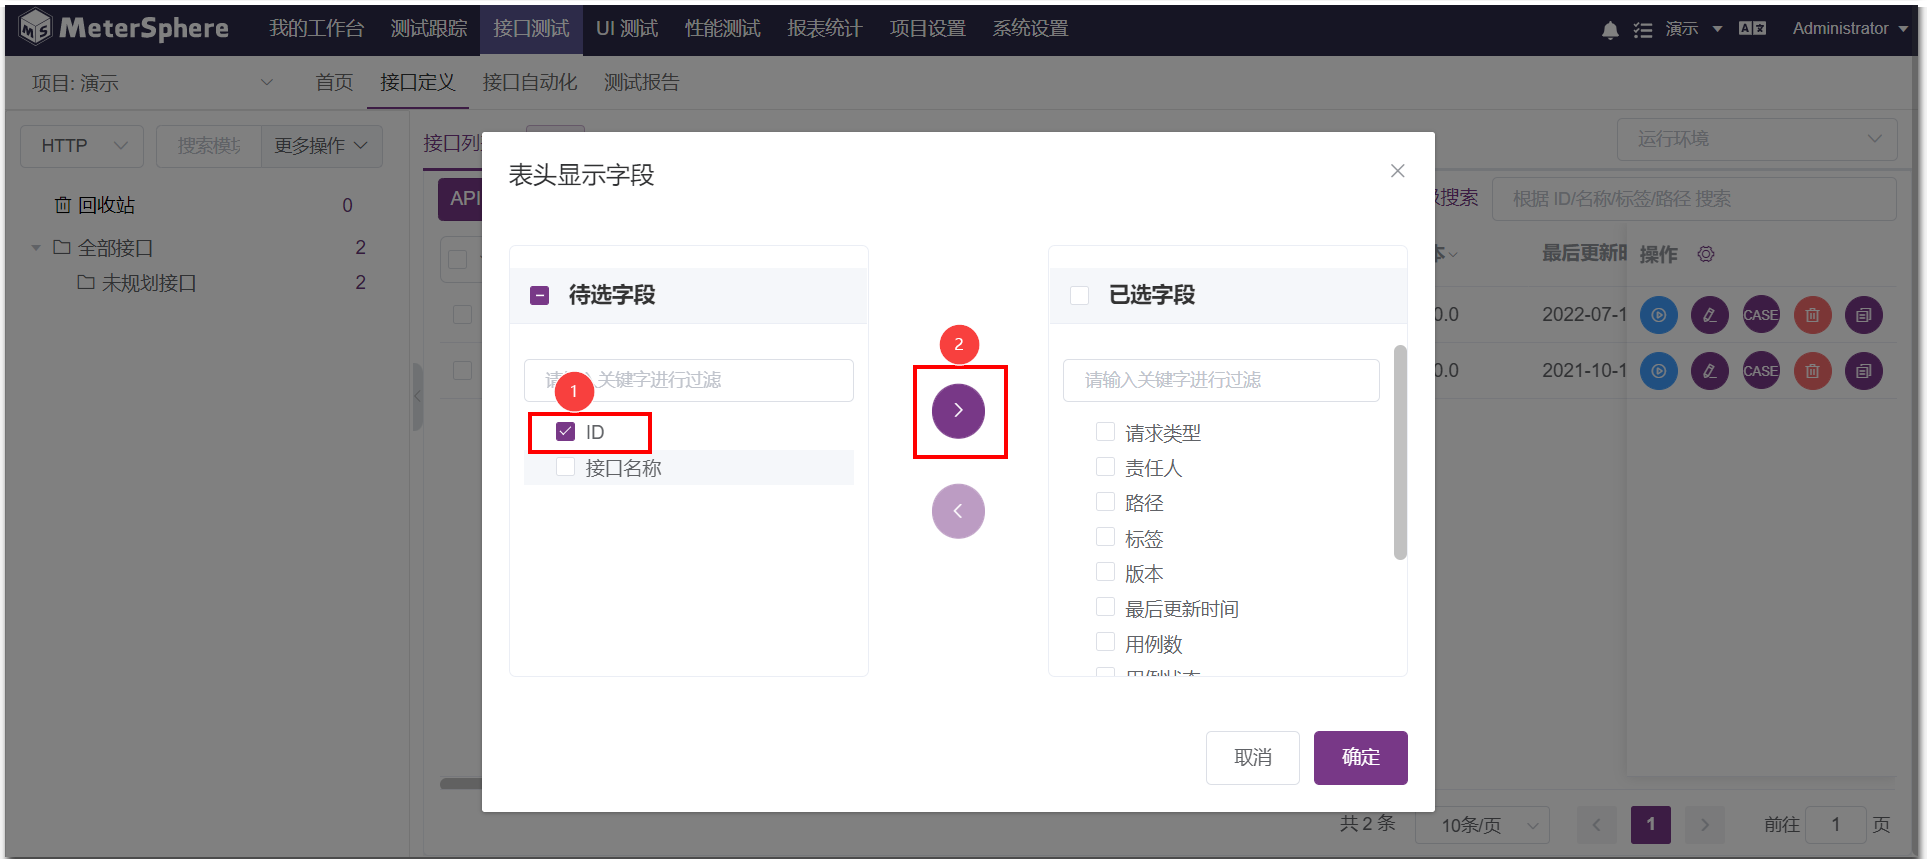 MeterSphere 我的工作台 测试跟踪 接口测试 UI 测试 性能测试 报表统计 项目设置 系统设置 演示 Administrator
项目: 演示 首页 接口定义 接口自动化 测试报告
HTTP 搜索模块 更多操作 接口列 运行环境
回收站 0
全部接口 2
未规划接口 2
API
搜索 根据 ID/名称/标签/路径 搜索
本 最后更新时 操作
0.0 2022-07-1 CASE
0.0 2021-10-1 CASE
表头显示字段
待选字段
请输入关键字进行过滤
1
ID
接口名称
2
已选字段
请输入关键字进行过滤
请求类型
责任人
路径
标签
版本
最后更新时间
用例数
用例状态
取消 确定
共 2 条 10条/页 1 前往 1 页